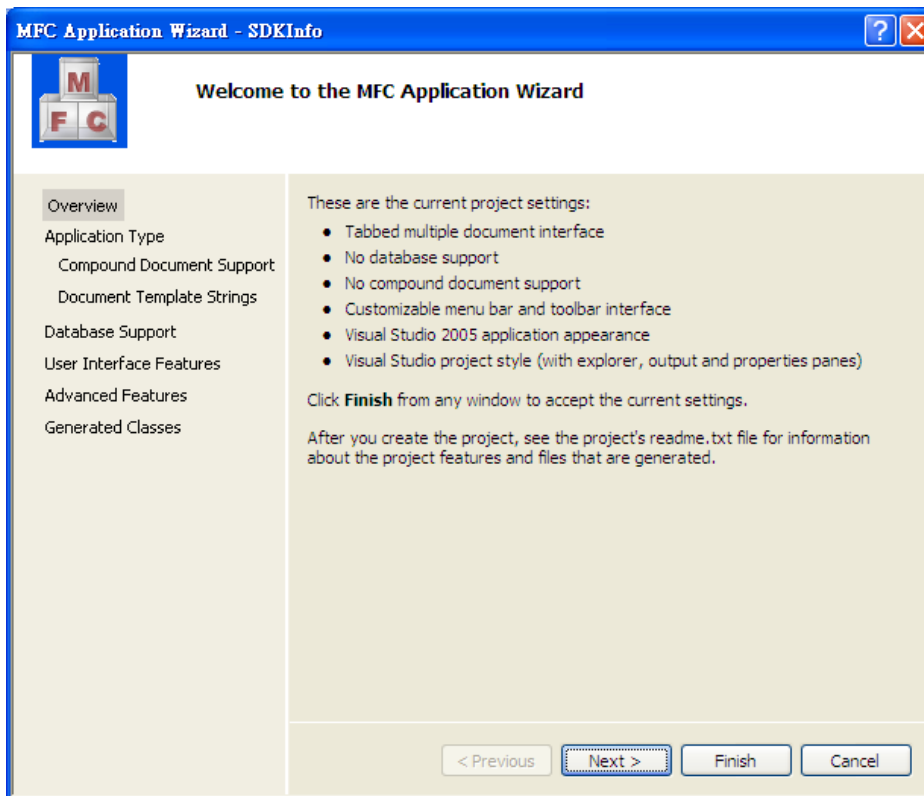 MFC Application Wizard - SDKInfo
M
F C
Welcome to the MFC Application Wizard
Overview
Application Type
Compound Document Support
Document Template Strings
Database Support
User Interface Features
Advanced Features
Generated Classes
These are the current project settings:
• Tabbed multiple document interface
• No database support
• No compound document support
• Customizable menu bar and toolbar interface
• Visual Studio 2005 application appearance
• Visual Studio project style (with explorer, output and properties panes)
Click Finish from any window to accept the current settings.
After you create the project, see the project's readme.txt file for information
about the project features and files that are generated.
< Previous
Next >
Finish
Cancel